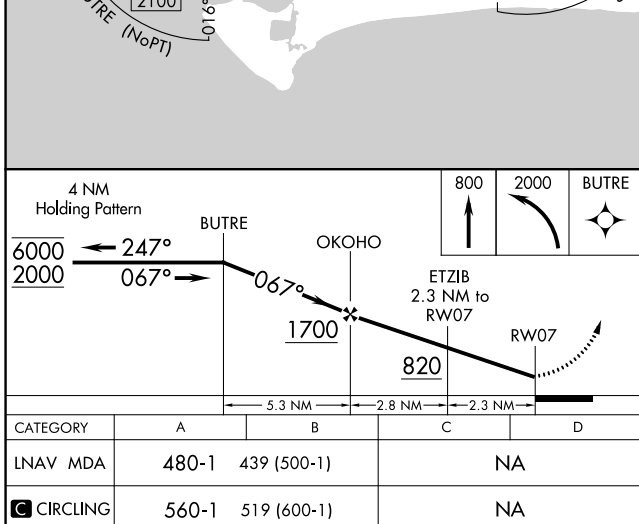 2100
016°
UTRE (NoPT)
4 NM
Holding Pattern
800
2000
BUTRE
BUTRE
6000
2000
247°
067°
OKOHO
067°
1700
ETZIB
2.3 NM to
RW07
820
RW07
5.3 NM
2.8 NM
2.3 NM
CATEGORY A B C D
LNAV MDA 480-1 439 (500-1) NA
C CIRCLING 560-1 519 (600-1) NA